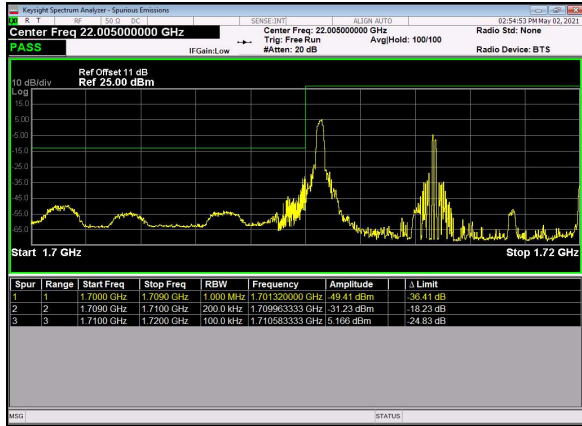 Keysight Spectrum Analyzer - Spurious Emissions
R T RF 50 Ω DC SENSE:INT ALIGN AUTO 02:54:53 PM May 02, 2021
Center Freq 22.005000000 GHz Center Freq: 22.005000000 GHz Radio Std: None
Trig: Free Run Avg|Hold: 100/100
PASS IFGain:Low #Atten: 20 dB Radio Device: BTS
Ref Offset 11 dB
10 dB/div Ref 25.00 dBm
Log
15.0
5.00
-5.00
-15.0
-25.0
-35.0
-45.0
-55.0
-65.0
Start 1.7 GHz Stop 1.72 GHz
Spur Range Start Freq Stop Freq RBW Frequency Amplitude Δ Limit
1 1 1.7000 GHz 1.7090 GHz 1.000 MHz 1.701320000 GHz -49.41 dBm -36.41 dB
2 2 1.7090 GHz 1.7100 GHz 200.0 kHz 1.709963333 GHz -31.23 dBm -18.23 dB
3 3 1.7100 GHz 1.7200 GHz 100.0 kHz 1.710583333 GHz 5.166 dBm -24.83 dB
MSG STATUS